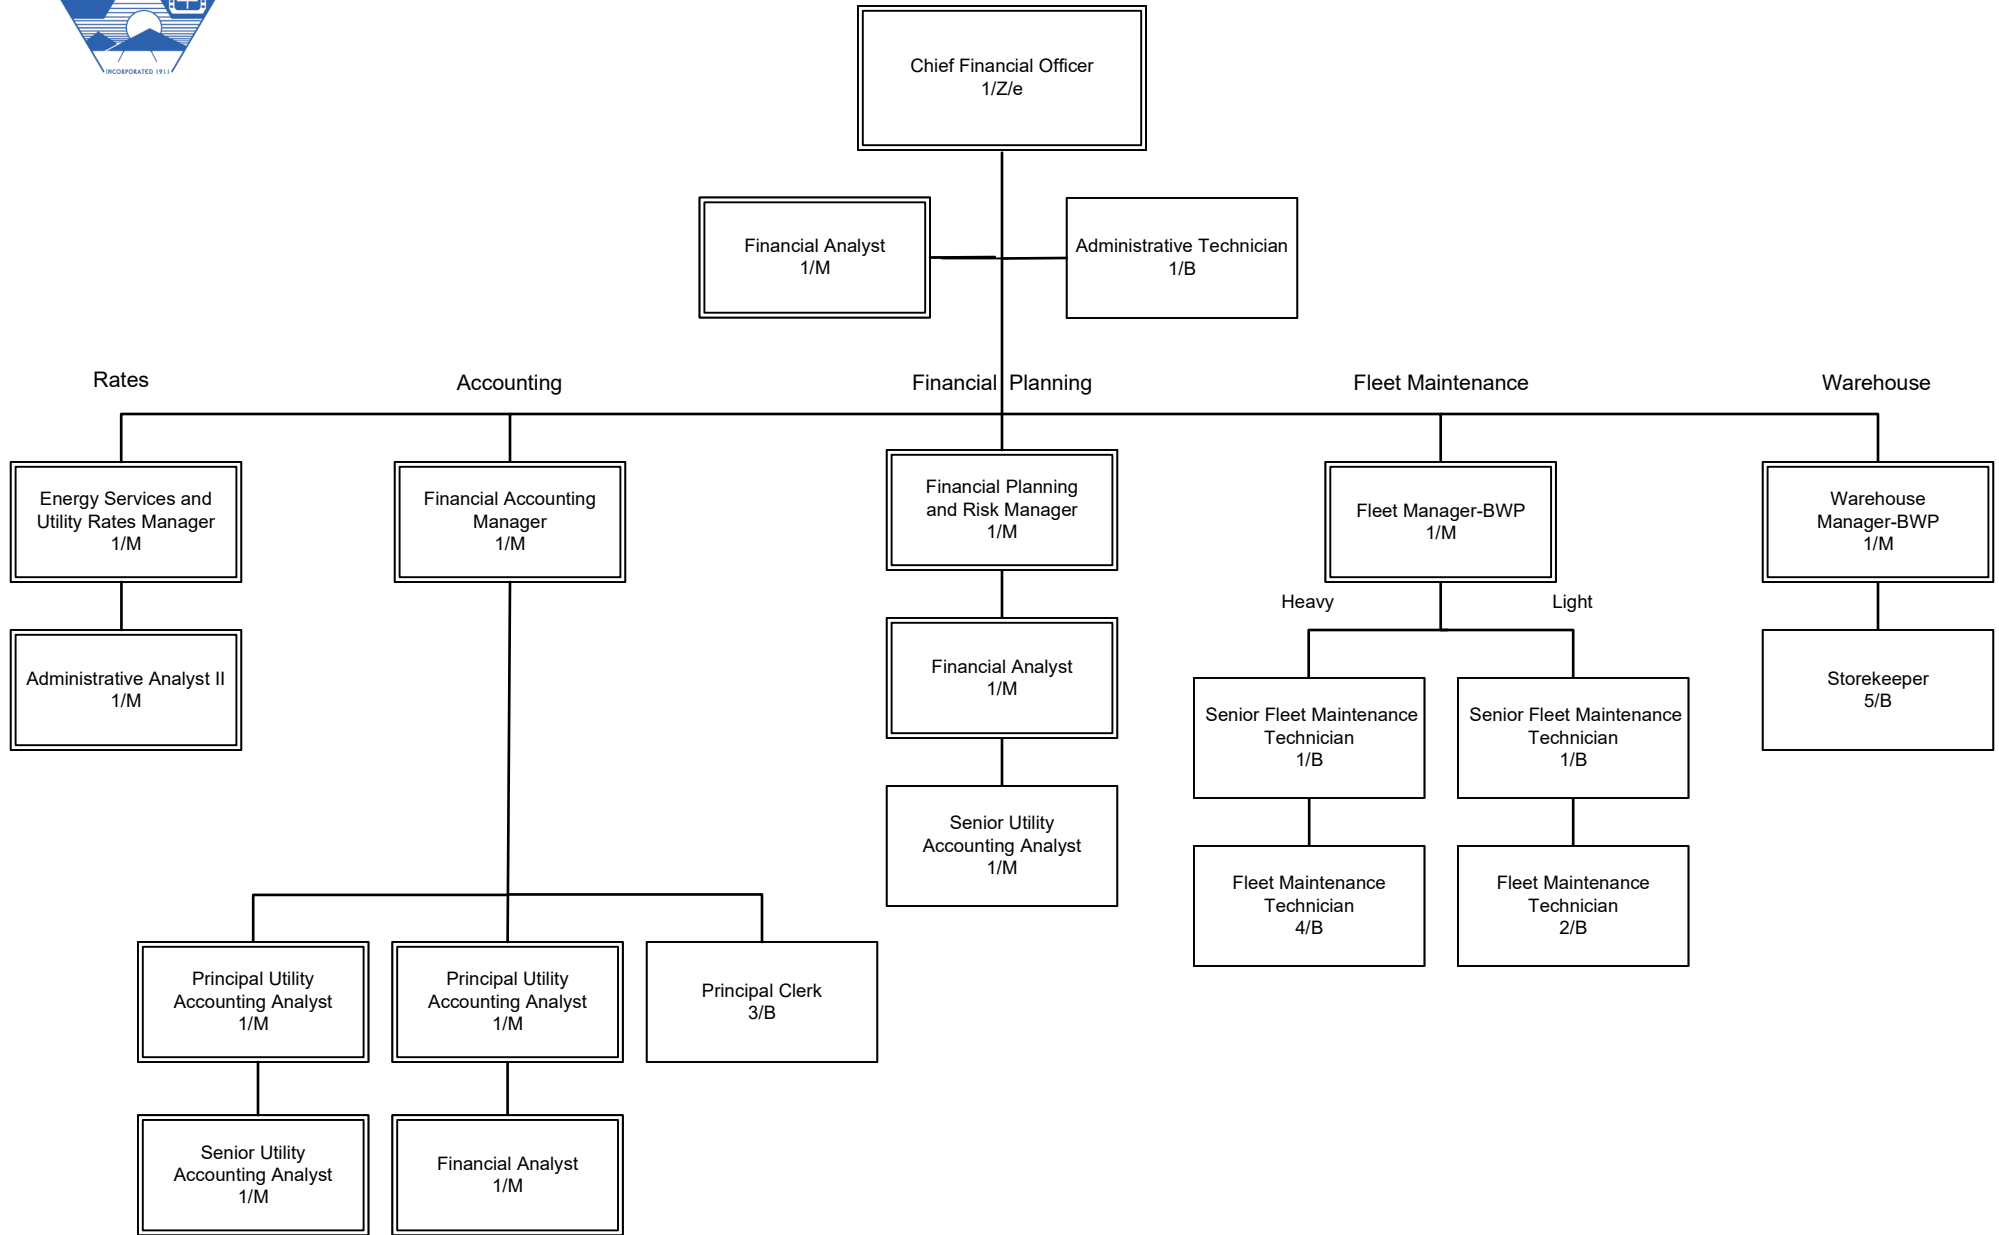 INCORPORATED 1911
Chief Financial Officer
1/Z/e
Financial Analyst
1/M
Administrative Technician
1/B
Rates
Accounting
Financial Planning
Fleet Maintenance
Warehouse
Energy Services and
Utility Rates Manager
1/M
Financial Accounting
Manager
1/M
Financial Planning
and Risk Manager
1/M
Fleet Manager-BWP
1/M
Warehouse
Manager-BWP
1/M
Heavy
Light
Administrative Analyst II
1/M
Financial Analyst
1/M
Senior Fleet Maintenance
Technician
1/B
Senior Fleet Maintenance
Technician
1/B
Storekeeper
5/B
Senior Utility
Accounting Analyst
1/M
Fleet Maintenance
Technician
4/B
Fleet Maintenance
Technician
2/B
Principal Utility
Accounting Analyst
1/M
Principal Utility
Accounting Analyst
1/M
Principal Clerk
3/B
Senior Utility
Accounting Analyst
1/M
Financial Analyst
1/M